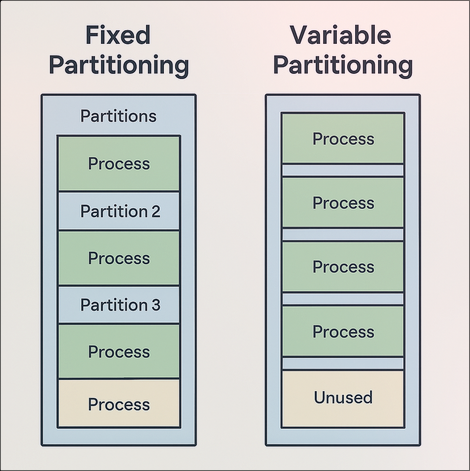 Fixed
Partitioning
Partitions
Process
Partition 2
Process
Partition 3
Process
Process
Variable
Partitioning
Process
Process
Process
Process
Unused